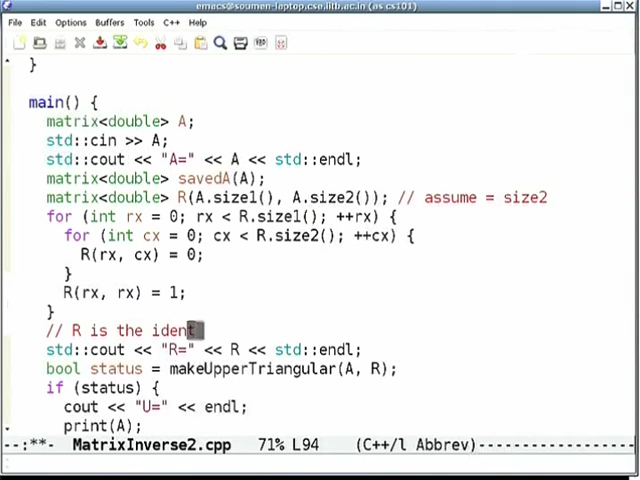 emacs@soumen-laptop.cse.iitb.ac.in (as cs101)
File Edit Options Buffers Tools C++ Help
}
main() {
matrix<double> A;
std::cin >> A;
std::cout << "A=" << A << std::endl;
matrix<double> savedA(A);
matrix<double> R(A.size1(), A.size2()); // assume = size2
for (int rx = 0; rx < R.size1(); ++rx) {
for (int cx = 0; cx < R.size2(); ++cx) {
R(rx, cx) = 0;
}
R(rx, rx) = 1;
}
// R is the ident
std::cout << "R=" << R << std::endl;
bool status = makeUpperTriangular(A, R);
if (status) {
cout << "U=" << endl;
print(A);
--:**- MatrixInverse2.cpp 71% L94 (C++/l Abbrev)